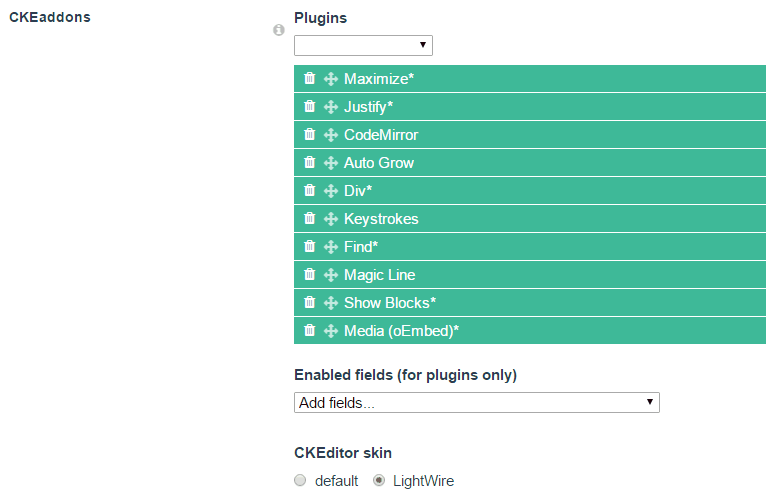 CKEaddons
Plugins
Maximize*
Justify*
CodeMirror
Auto Grow
Div*
Keystrokes
Find*
Magic Line
Show Blocks*
Media (oEmbed)*
Enabled fields (for plugins only)
Add fields...
CKEditor skin
default LightWire